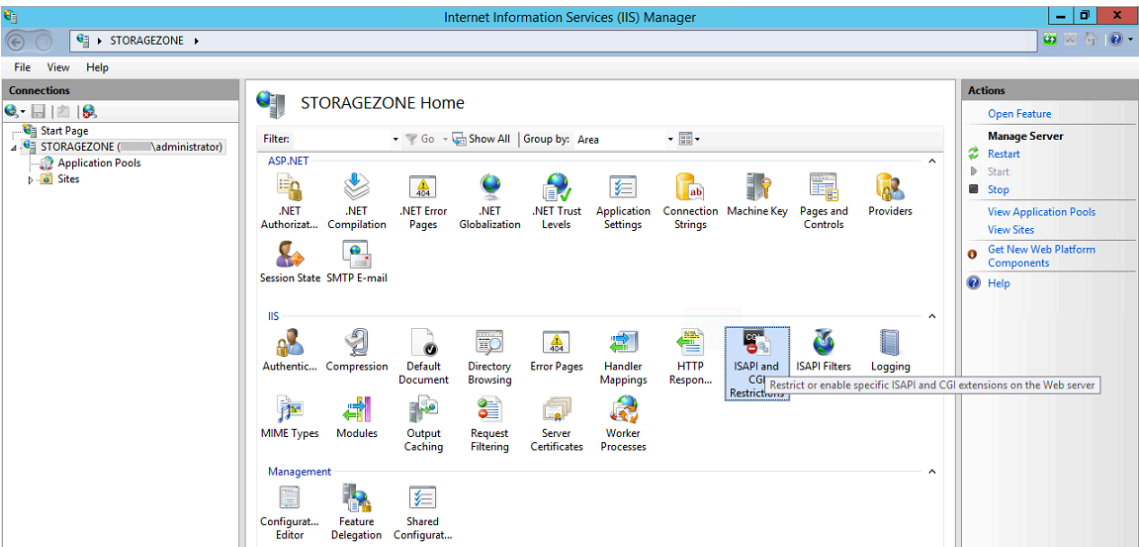 Internet Information Services (IIS) Manager
STORAGEZONE
File View Help
Connections
Start Page
STORAGEZONE ( \administrator)
Application Pools
Sites
STORAGEZONE Home
Filter: Go Show All Group by: Area
ASP.NET
.NET Authorizat...
.NET Compilation
.NET Error Pages
.NET Globalization
.NET Trust Levels
Application Settings
Connection Strings
Machine Key
Pages and Controls
Providers
Session State
SMTP E-mail
IIS
Authentic...
Compression
Default Document
Directory Browsing
Error Pages
Handler Mappings
HTTP Respon...
ISAPI and CGI Restrictions
ISAPI Filters
Logging
Restrict or enable specific ISAPI and CGI extensions on the Web server
MIME Types
Modules
Output Caching
Request Filtering
Server Certificates
Worker Processes
Management
Configurat... Editor
Feature Delegation
Shared Configurat...
Actions
Open Feature
Manage Server
Restart
Start
Stop
View Application Pools
View Sites
Get New Web Platform
Components
Help